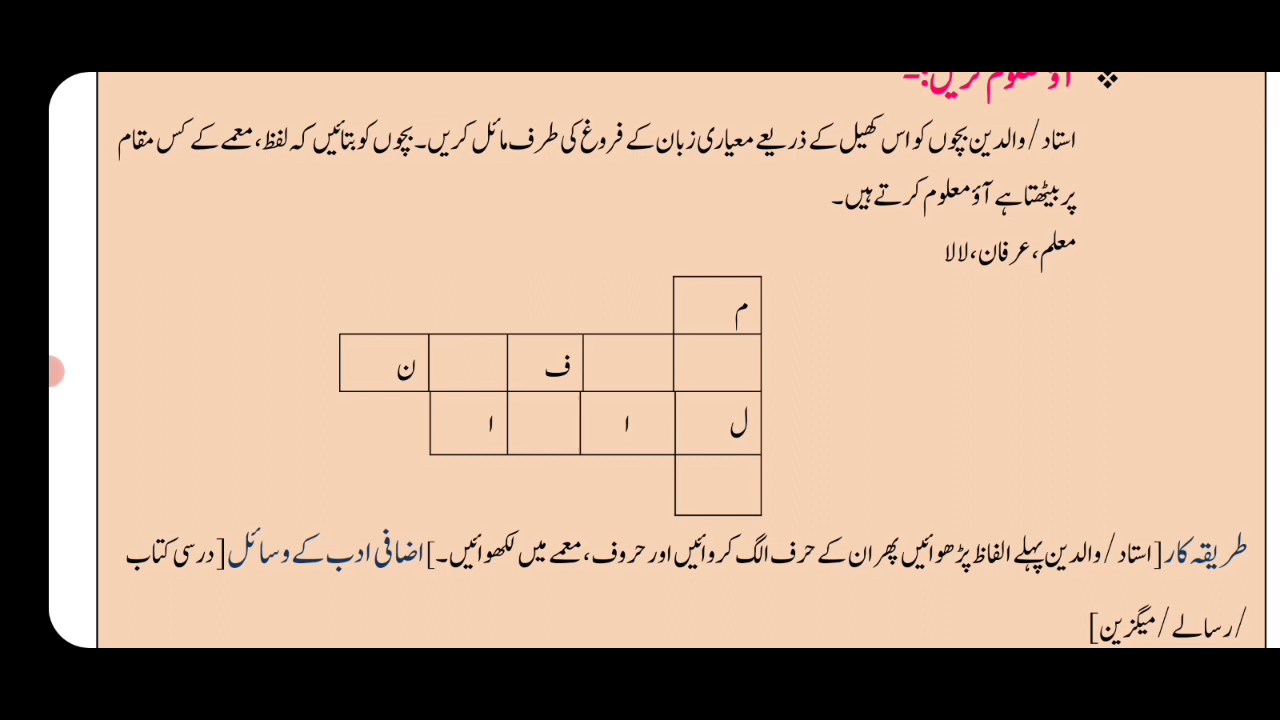 آؤ معلوم کریں:۔
استاد/والدین بچوں کو اس کھیل کے ذریعے معیاری زبان کے فروغ کی طرف مائل کریں۔ بچوں کو بتائیں کہ لفظ، معمے کے کس مقام
پر بیٹھتا ہے آؤ معلوم کرتے ہیں۔
معلم، عرفان، لالا
م
ف ن
ل ا ا
طریقہ کار [استاد/والدین پہلے الفاظ پڑھوائیں پھر ان کے حرف الگ کروائیں اور حروف، معمے میں لکھوائیں۔] اضافی ادب کے وسائل [درسی کتاب
/رسالے/میگزین]